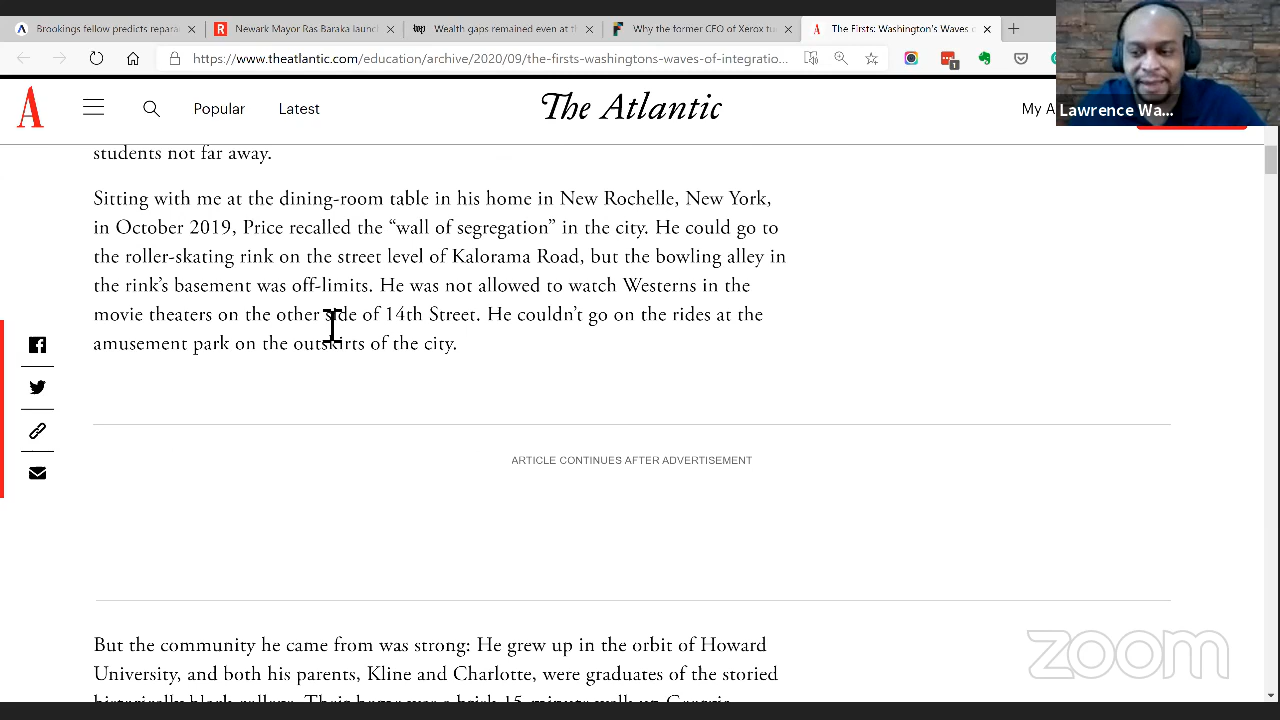 Brookings fellow predicts repara
Newark Mayor Ras Baraka laun
Wealth gaps
Why the former CEO of Xerox
The Firsts: Washington's Waves
https://www.theatlantic.com/education/archive/2020/09/the-firsts-washingtons-waves-of-integratio...
1
Popular
Latest
The Atlantic
My A
Lawrence Wa...
students not far away.
Sitting with me at the dining-room table in his home in New Rochelle, New York,
in October 2019, Price recalled the “wall of segregation” in the city. He could go to
the roller-skating rink on the street level of Kalorama Road, but the bowling alley in
the rink’s basement was off-limits. He was not allowed to watch Westerns in the
movie theaters on the other side of 14th Street. He couldn’t go on the rides at the
amusement park on the outskirts of the city.
ARTICLE CONTINUES AFTER ADVERTISEMENT
But the community he came from was strong: He grew up in the orbit of Howard
University, and both his parents, Kline and Charlotte, were graduates of the storied
zoom